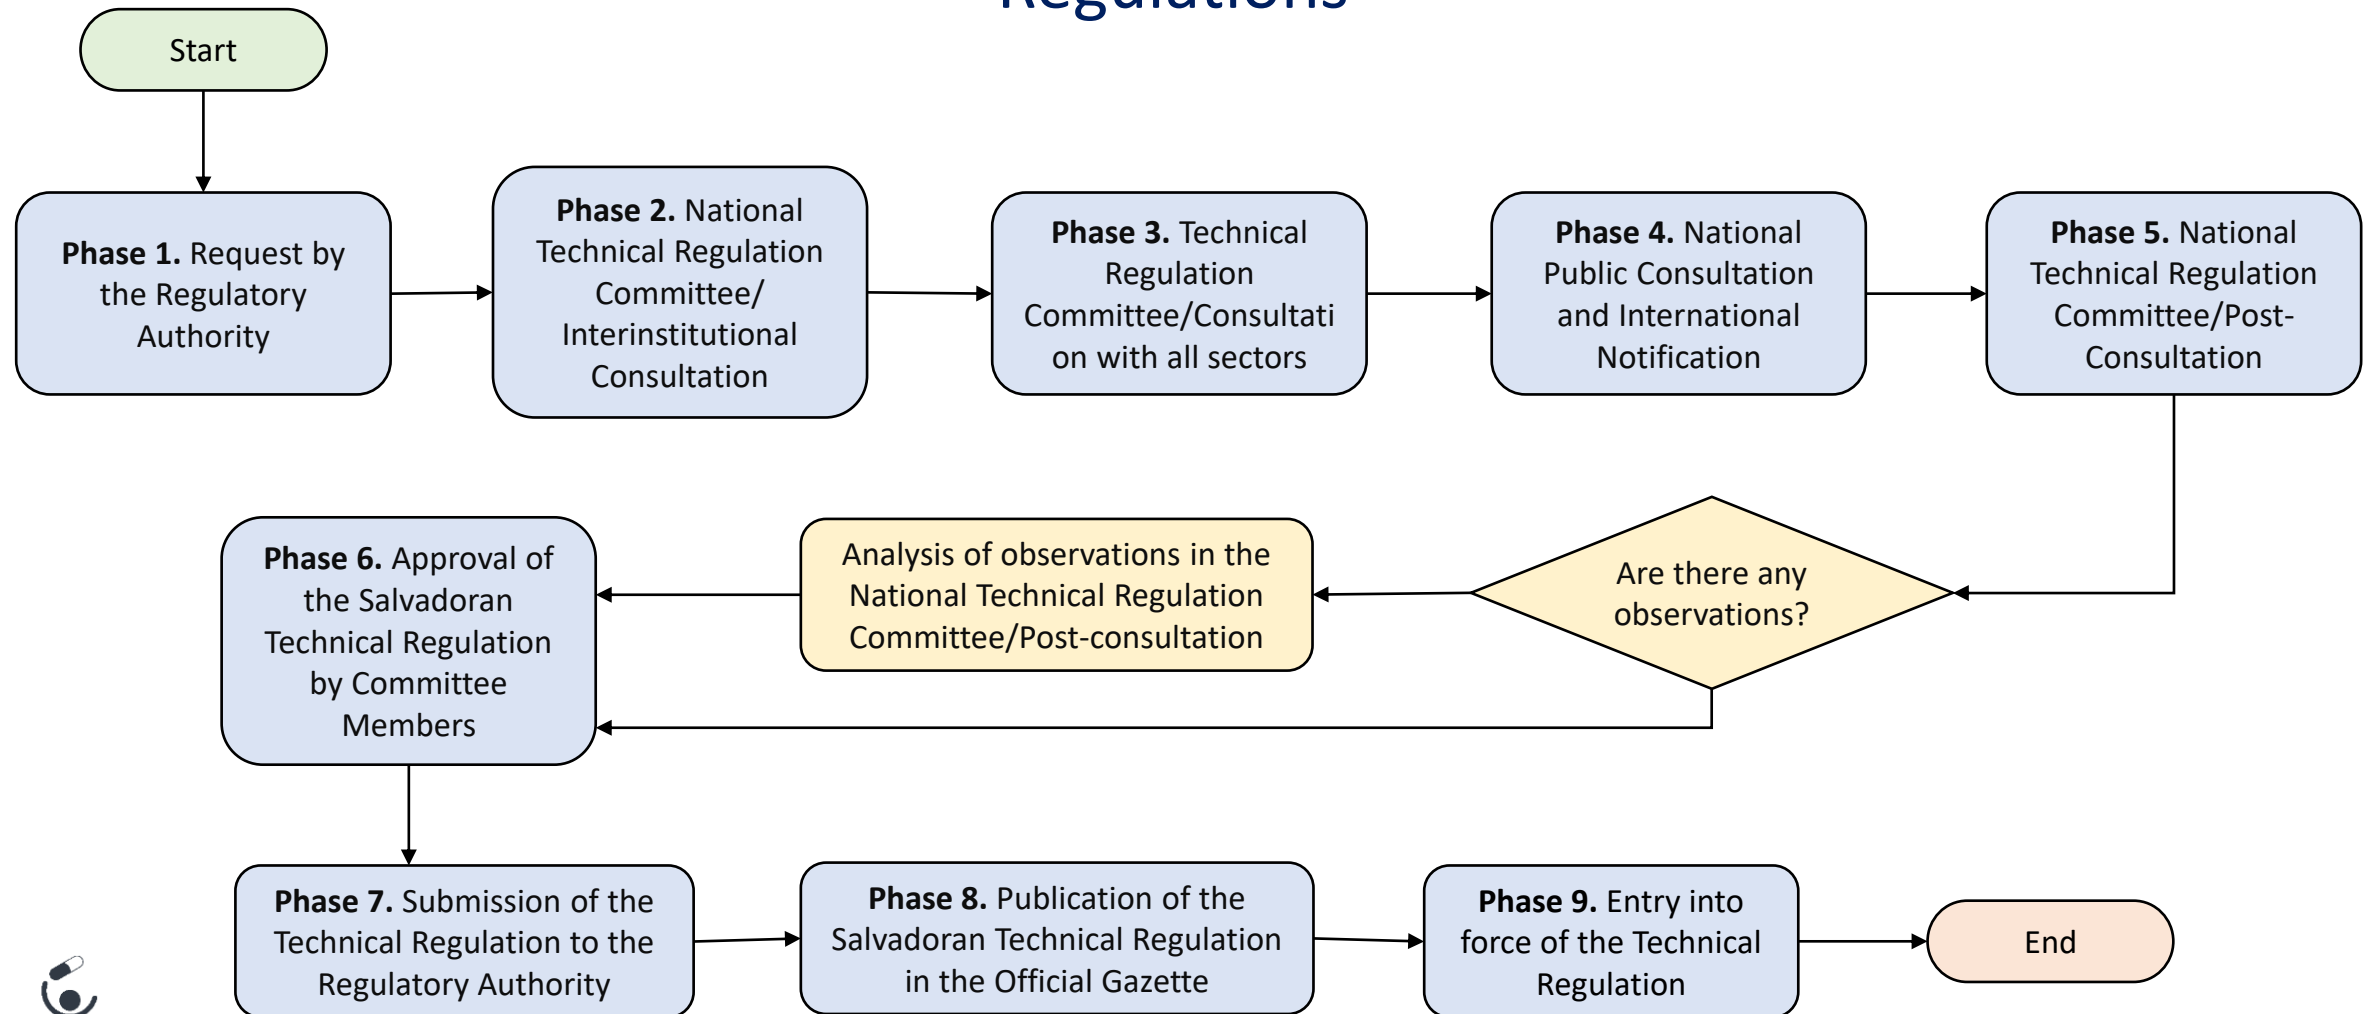 Regulations
Start
Phase 1. Request by
the Regulatory
Authority
Phase 2. National
Technical Regulation
Committee/
Interinstitutional
Consultation
Phase 3. Technical
Regulation
Committee/Consultati
on with all sectors
Phase 4. National
Public Consultation
and International
Notification
Phase 5. National
Technical Regulation
Committee/Post-
Consultation
Are there any
observations?
Analysis of observations in the
National Technical Regulation
Committee/Post-consultation
Phase 6. Approval of
the Salvadoran
Technical Regulation
by Committee
Members
Phase 7. Submission of the
Technical Regulation to the
Regulatory Authority
Phase 8. Publication of the
Salvadoran Technical Regulation
in the Official Gazette
Phase 9. Entry into
force of the Technical
Regulation
End